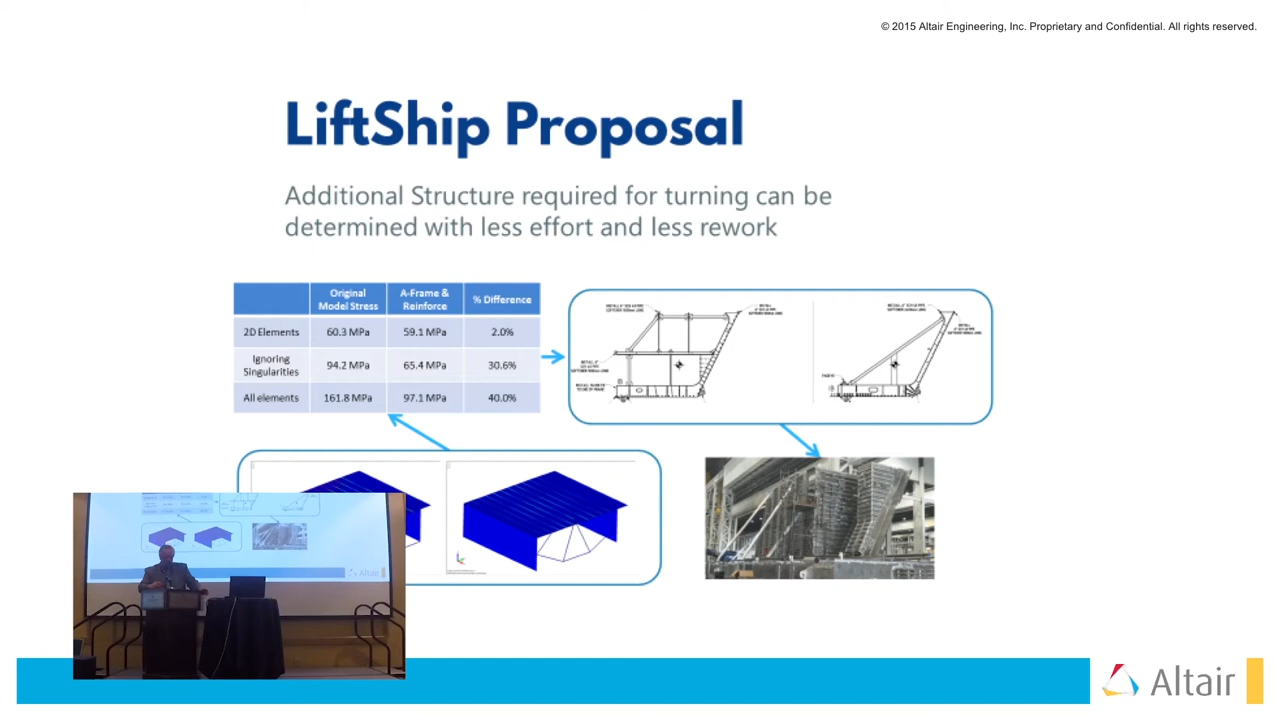 © 2015 Altair Engineering, Inc. Proprietary and Confidential. All rights reserved.
LiftShip Proposal
Additional Structure required for turning can be
determined with less effort and less rework
Original
Model Stress
A-Frame &
Reinforce
% Difference
2D Elements
60.3 MPa
59.1 MPa
2.0%
Ignoring
Singularities
94.2 MPa
65.4 MPa
30.6%
All elements
161.8 MPa
97.1 MPa
40.0%
Altair
Altair